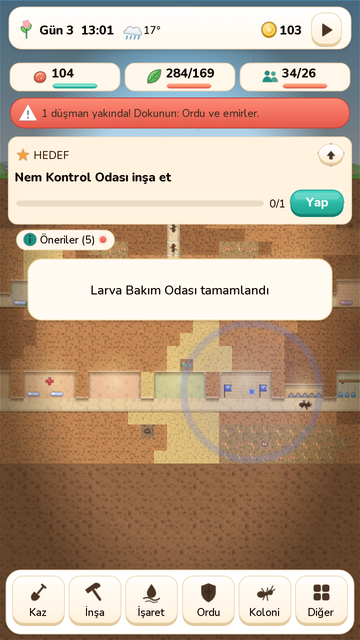 Gün 3 13:01 17° 103
104 284/169 34/26
1 düşman yakında! Dokunun: Ordu ve emirler.
HEDEF
Nem Kontrol Odası inşa et
0/1 Yap
Öneriler (5)
Larva Bakım Odası tamamlandı
Kaz İnşa İşaret Ordu Koloni Diğer